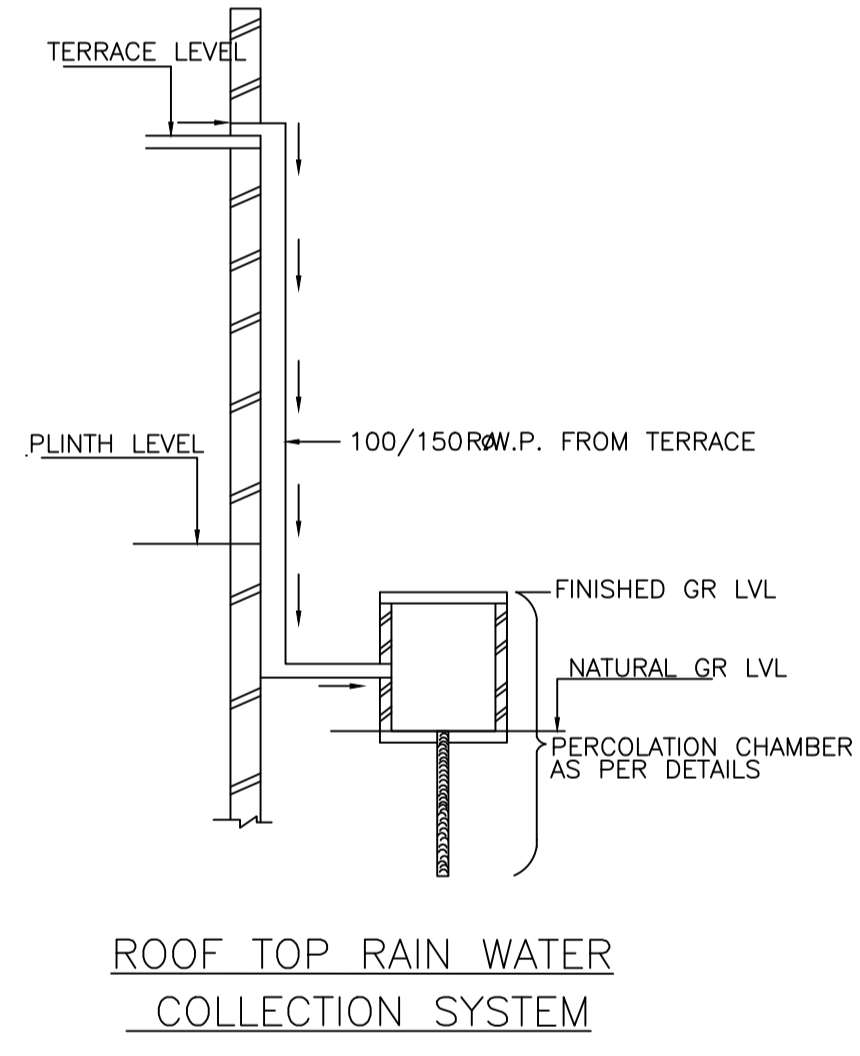 TERRACE LEVEL
PLINTH LEVEL
100/150 R.W.P. FROM TERRACE
FINISHED GR LVL
NATURAL GR LVL
PERCOLATION CHAMBER
AS PER DETAILS
ROOF TOP RAIN WATER
COLLECTION SYSTEM